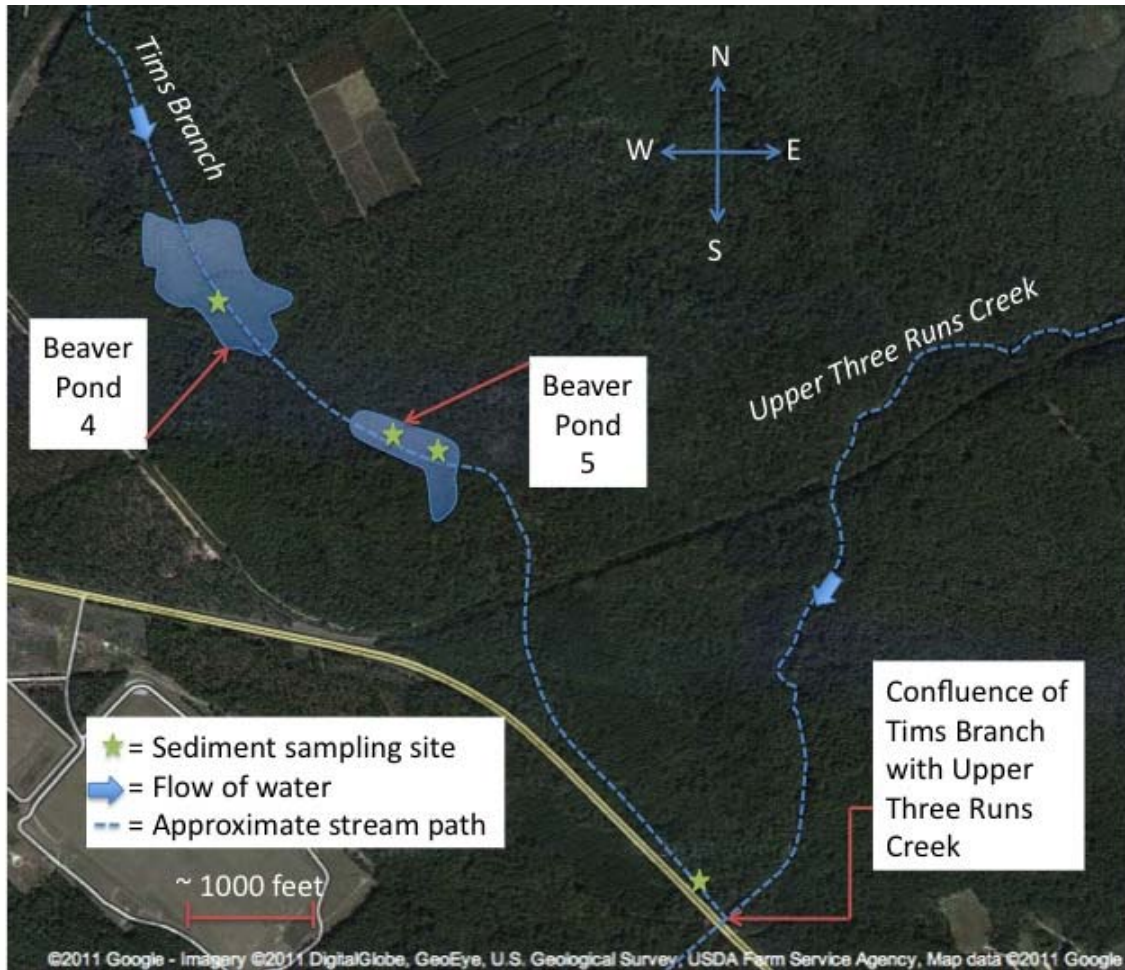 Tims Branch
N
W
E
S
Upper Three Runs Creek
Beaver
Pond
4
Beaver
Pond
5
Confluence of
Tims Branch
with Upper
Three Runs
Creek
= Sediment sampling site
= Flow of water
= Approximate stream path
~ 1000 feet
©2011 Google - Imagery ©2011 DigitalGlobe, GeoEye, U.S. Geological Survey, USDA Farm Service Agency, Map data ©2011 Google